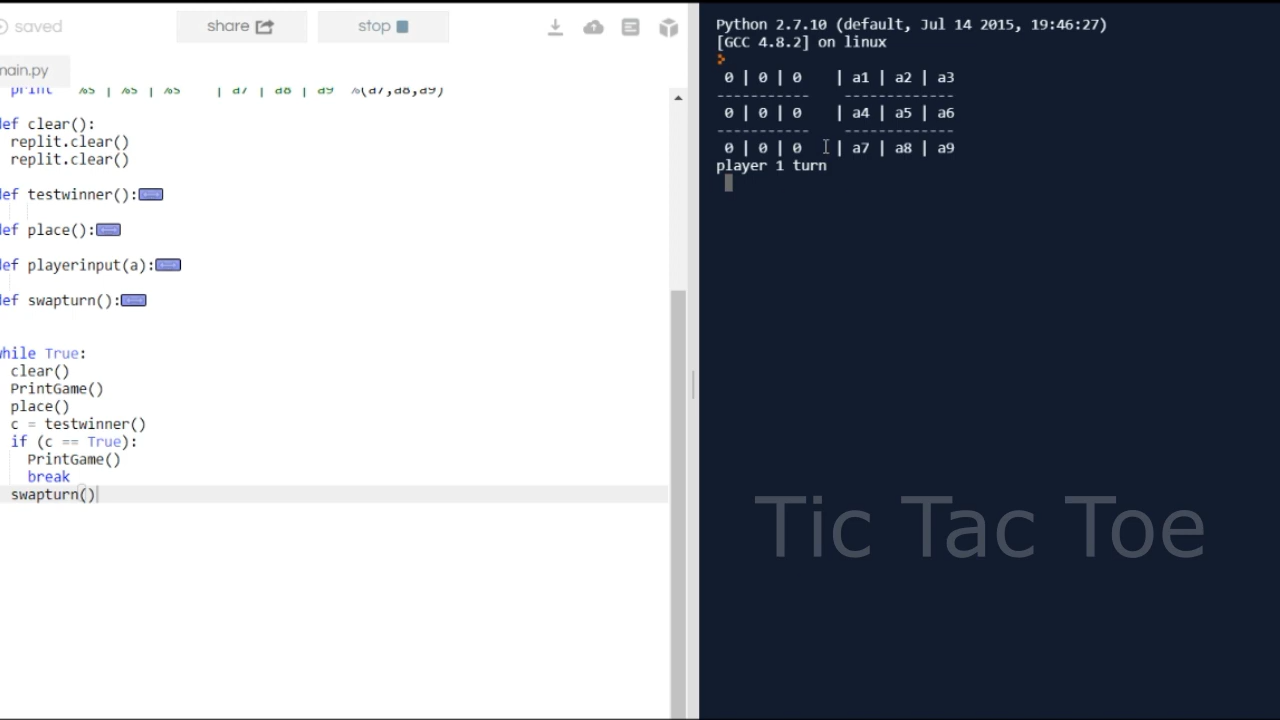 saved
share
stop
main.py
print " %s | %s | %s    | a7 | a8 | a9 "%(a7,a8,a9)
def clear():
replit.clear()
replit.clear()
def testwinner():
def place():
def playerinput(a):
def swapturn():
while True:
clear()
PrintGame()
place()
c = testwinner()
if (c == True):
PrintGame()
break
swapturn()
Python 2.7.10 (default, Jul 14 2015, 19:46:27)
[GCC 4.8.2] on linux
0 | 0 | 0    | a1 | a2 | a3
-----------    -------------
0 | 0 | 0    | a4 | a5 | a6
-----------    -------------
0 | 0 | 0    | a7 | a8 | a9
player 1 turn
Tic Tac Toe